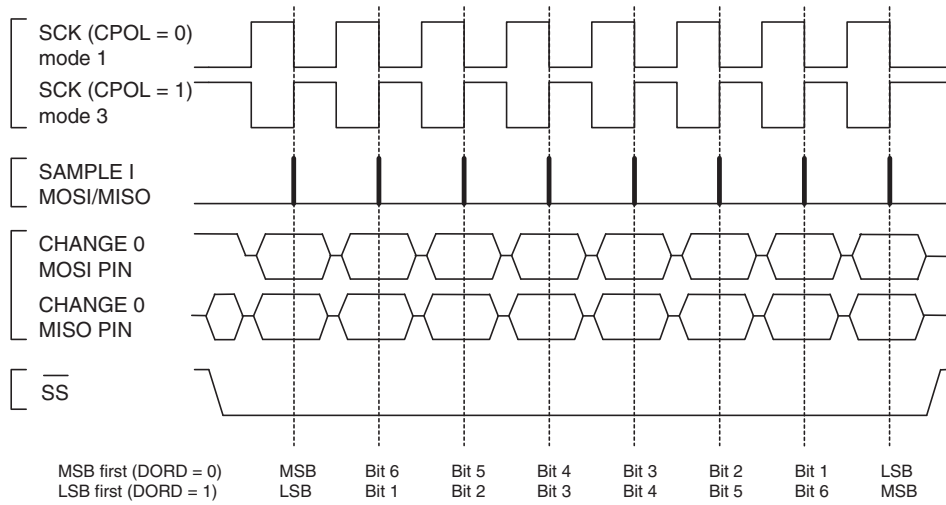 SCK (CPOL = 0)
mode 1
SCK (CPOL = 1)
mode 3
SAMPLE I
MOSI/MISO
CHANGE 0
MOSI PIN
CHANGE 0
MISO PIN
SS
MSB first (DORD = 0) MSB Bit 6 Bit 5 Bit 4 Bit 3 Bit 2 Bit 1 LSB
LSB first (DORD = 1) LSB Bit 1 Bit 2 Bit 3 Bit 4 Bit 5 Bit 6 MSB